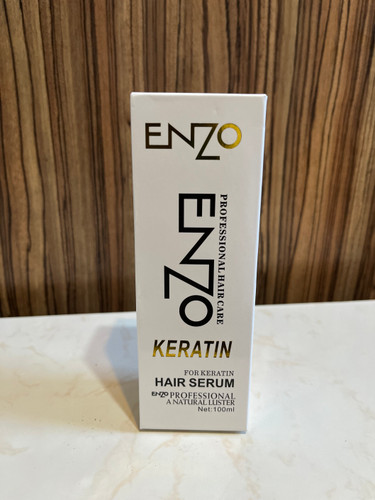 ENZO
ENZO
PROFESSIONAL HAIR CARE
KERATIN
FOR KERATIN
HAIR SERUM
ENZO PROFESSIONAL
A NATURAL LUSTER
Net:100ml